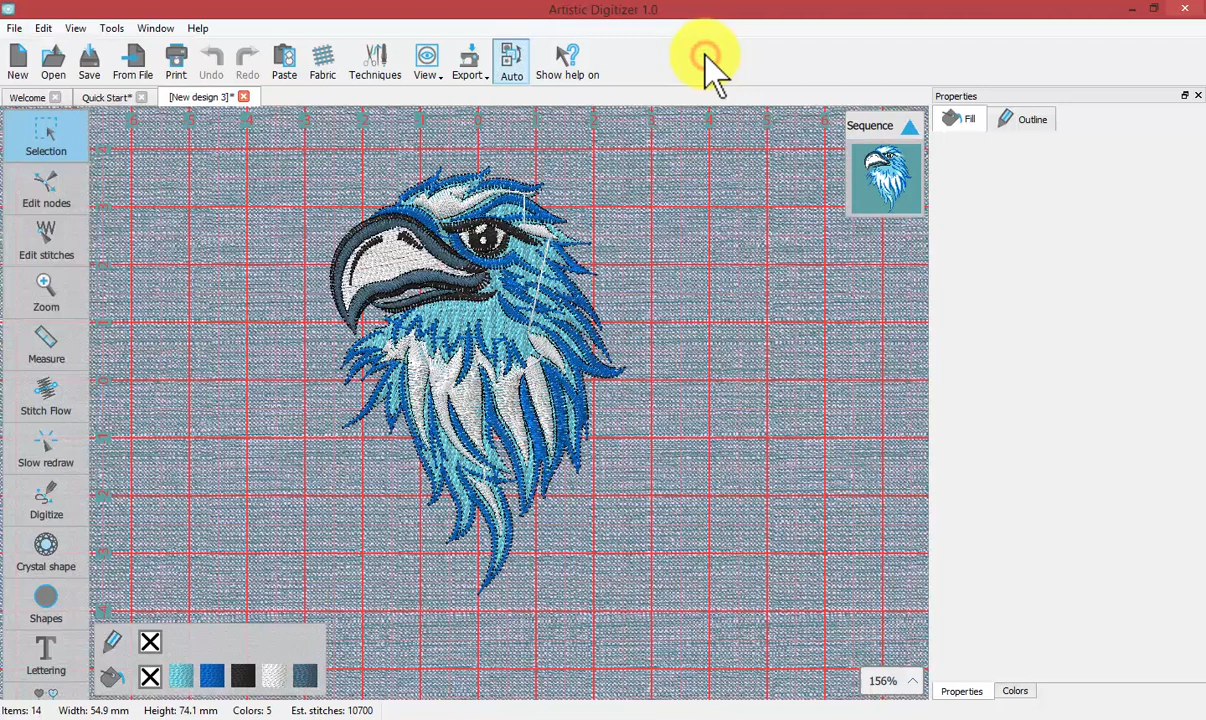 Artistic Digitizer 1.0
File Edit View Tools Window Help
New Open Save From File Print Undo Redo Paste Fabric Techniques View Export Auto Show help on
Welcome Quick Start* [New design 3]*
Properties
Fill Outline
Sequence
Selection
Edit nodes
Edit stitches
Zoom
Measure
Stitch Flow
Slow redraw
Digitize
Crystal shape
Shapes
Lettering
156%
Properties Colors
Items: 14 Width: 54.9 mm Height: 74.1 mm Colors: 5 Est. stitches: 10700